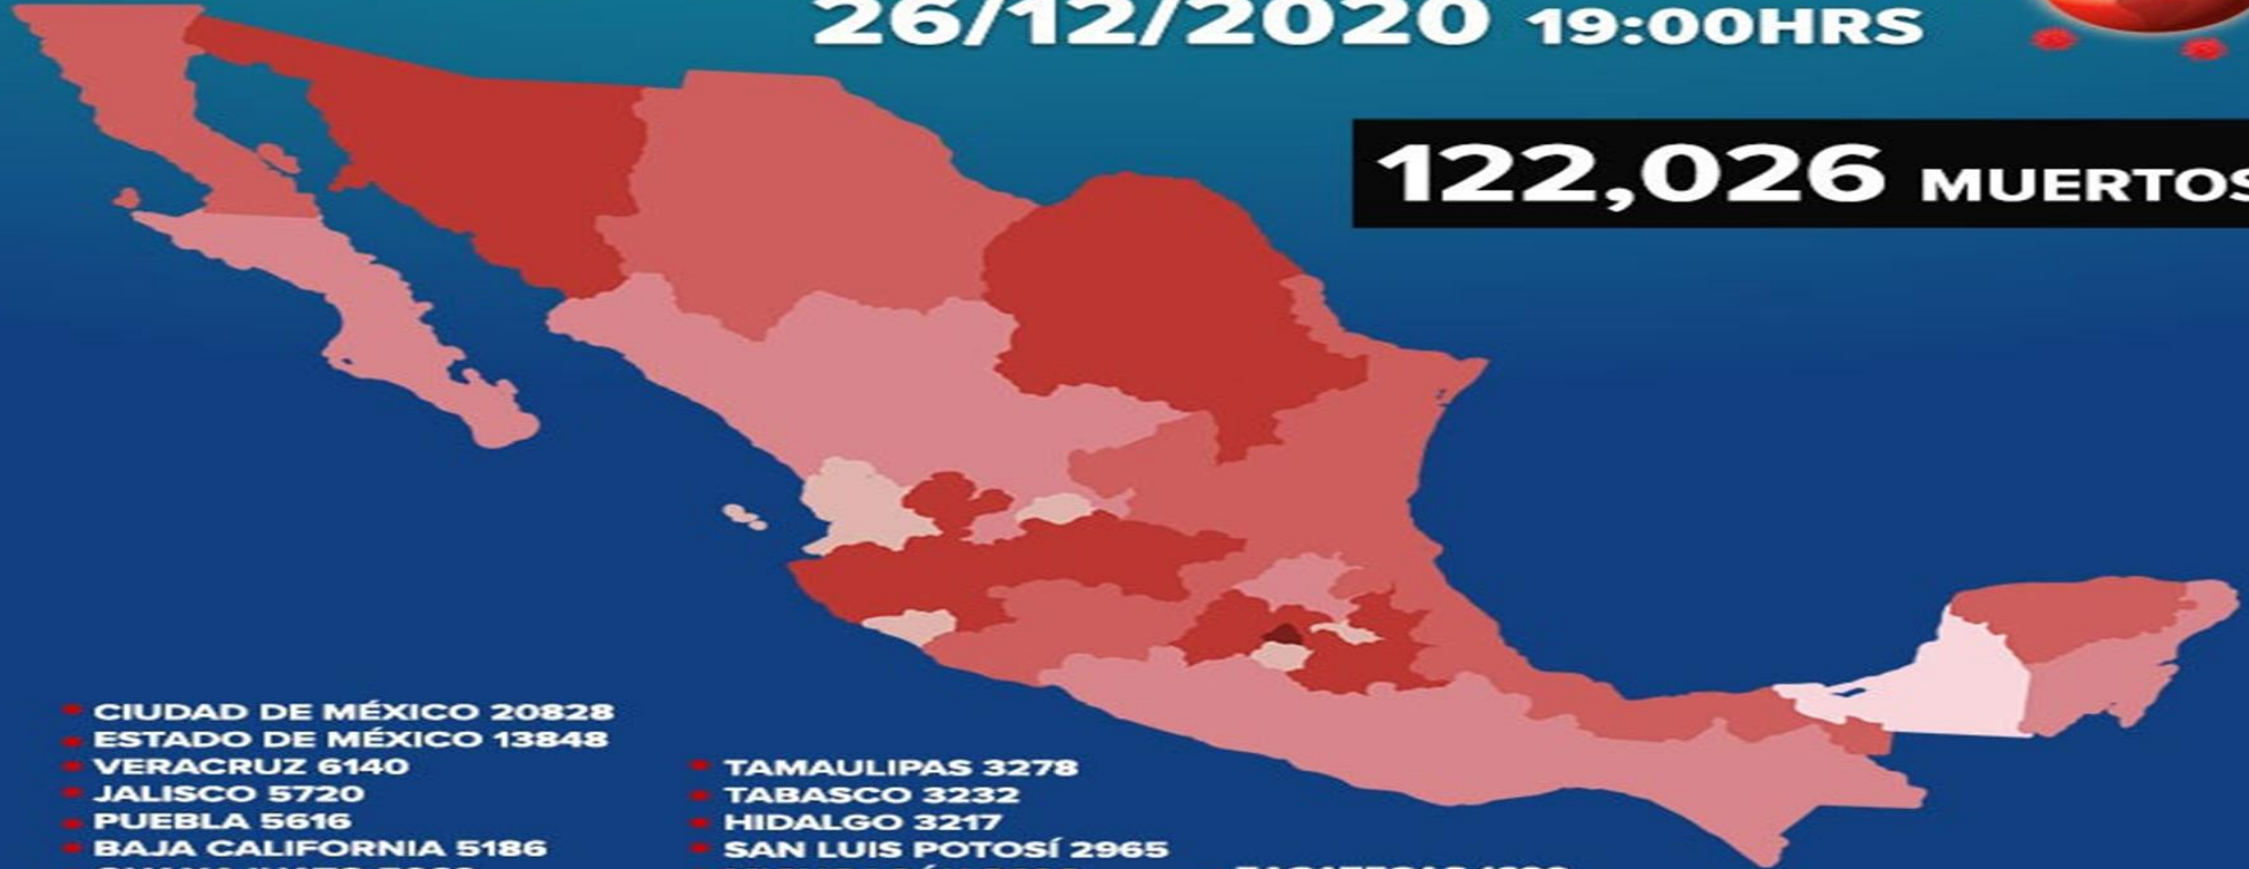 26/12/2020 19:00HRS
122,026 MUERTOS
CIUDAD DE MÉXICO 20828
ESTADO DE MÉXICO 13848
VERACRUZ 6140
JALISCO 5720
PUEBLA 5616
BAJA CALIFORNIA 5186
TAMAULIPAS 3278
TABASCO 3232
HIDALGO 3217
SAN LUIS POTOSÍ 2965